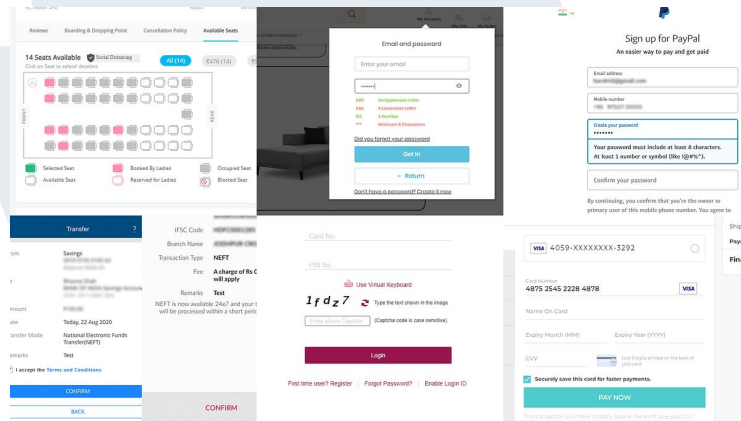 Reviews
Boarding & Dropping Point
Cancellation Policy
Available Seats
14 Seats Available
Social Distancing
All (14)
₹476 (14)
Click on Seat to select/ deselect
FRONT
REAR
Selected Seat
Booked By Ladies
Occupied Seat
Available Seat
Reserved for Ladies
Blocked Seat
My Account
Email and password
Enter your email
ABC An Uppercase Letter
Abc A Lowercase Letter
123 A Number
*** Minimum 8 Characters
Did you forget your password
Got In
← Return
Don't have a password? Create it now
Sign up for PayPal
An easier way to pay and get paid
Email address
Mobile number
Create your password
•••••••
Your password must include at least 8 characters.
At least 1 number or symbol (like !@#%^).
Confirm your password
By continuing, you confirm that you're the owner or
primary user of this mobile phone number. You agree to
Transfer
?
Savings
Today, 22 Aug 2020
National Electronic Funds
Transfer(NEFT)
Test
I accept the Terms and Conditions
CONFIRM
BACK
IFSC Code
Branch Name
Transaction Type NEFT
Fee A charge of Rs
will apply
Remarks Test
NEFT is now available 24x7 and your
will be processed within a short
CONFIRM
Card No.
PIN No
Use Virtual Keyboard
1fdz7
Type the text shown in the image
Enter above Captcha
(Captcha code is case sensitive)
Login
First time user? Register | Forgot Password? | Enable Login ID
VISA 4059-XXXXXXX-3292
Card Number
4875 2545 2228 4878
VISA
Name On Card
Expiry Month (MM)
Expiry Year (YYYY)
CVV
Last 3 digits printed on the back of
your card
Securely save this card for faster payments.
PAY NOW